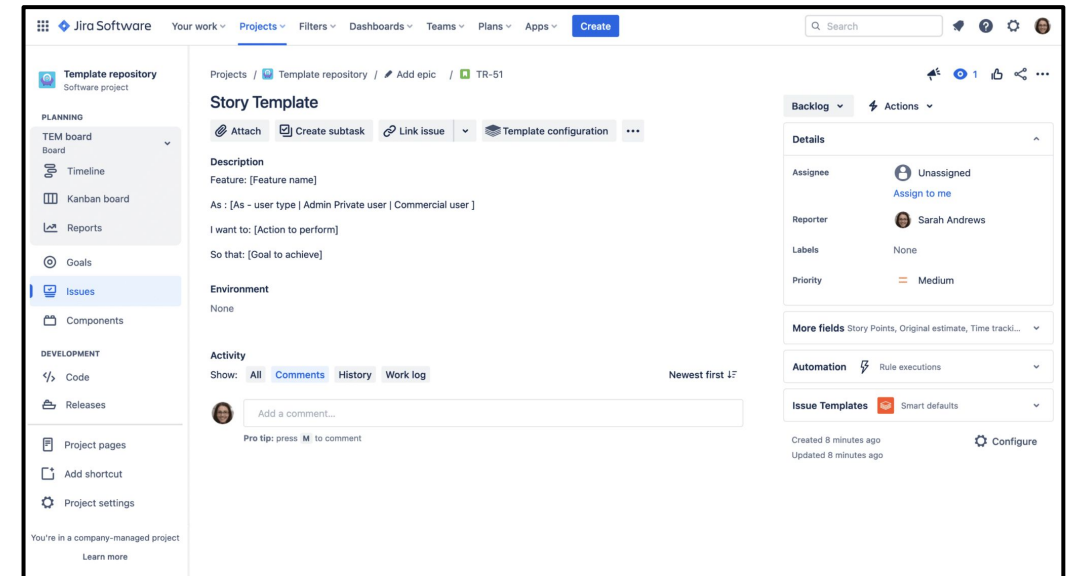 Jira Software
Your work Projects Filters Dashboards Teams Plans Apps Create
Search
Template repository
Software project
PLANNING
TEM board
Board
Timeline
Kanban board
Reports
Goals
Issues
Components
DEVELOPMENT
Code
Releases
Project pages
Add shortcut
Project settings
You're in a company-managed project
Learn more
Projects / Template repository / Add epic / TR-51
Story Template
Attach Create subtask Link issue Template configuration
Description
Feature: [Feature name]
As : [As - user type | Admin Private user | Commercial user ]
I want to: [Action to perform]
So that: [Goal to achieve]
Environment
None
Activity
Show: All Comments History Work log Newest first
Add a comment...
Pro tip: press M to comment
1
Backlog Actions
Details
Assignee Unassigned
Assign to me
Reporter Sarah Andrews
Labels None
Priority Medium
More fields Story Points, Original estimate, Time tracki...
Automation Rule executions
Issue Templates Smart defaults
Created 8 minutes ago Configure
Updated 8 minutes ago